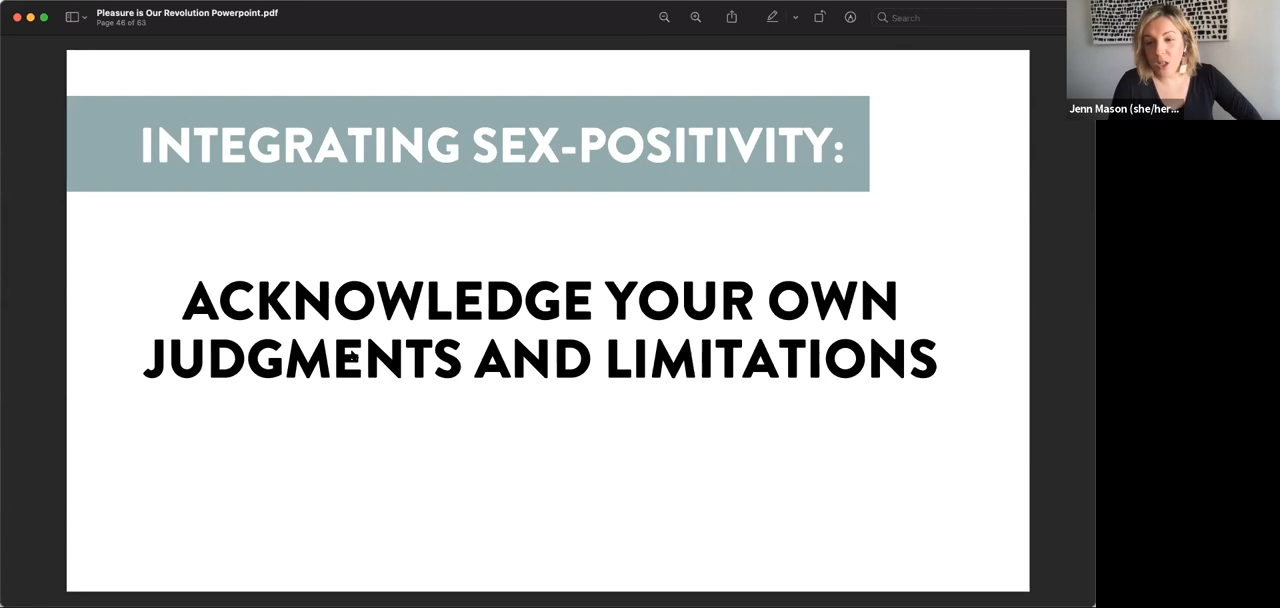 Pleasure is Our Revolution Powerpoint.pdf
Page 46 of 63
Search
Jenn Mason (she/her...
INTEGRATING SEX-POSITIVITY:
ACKNOWLEDGE YOUR OWN
JUDGMENTS AND LIMITATIONS